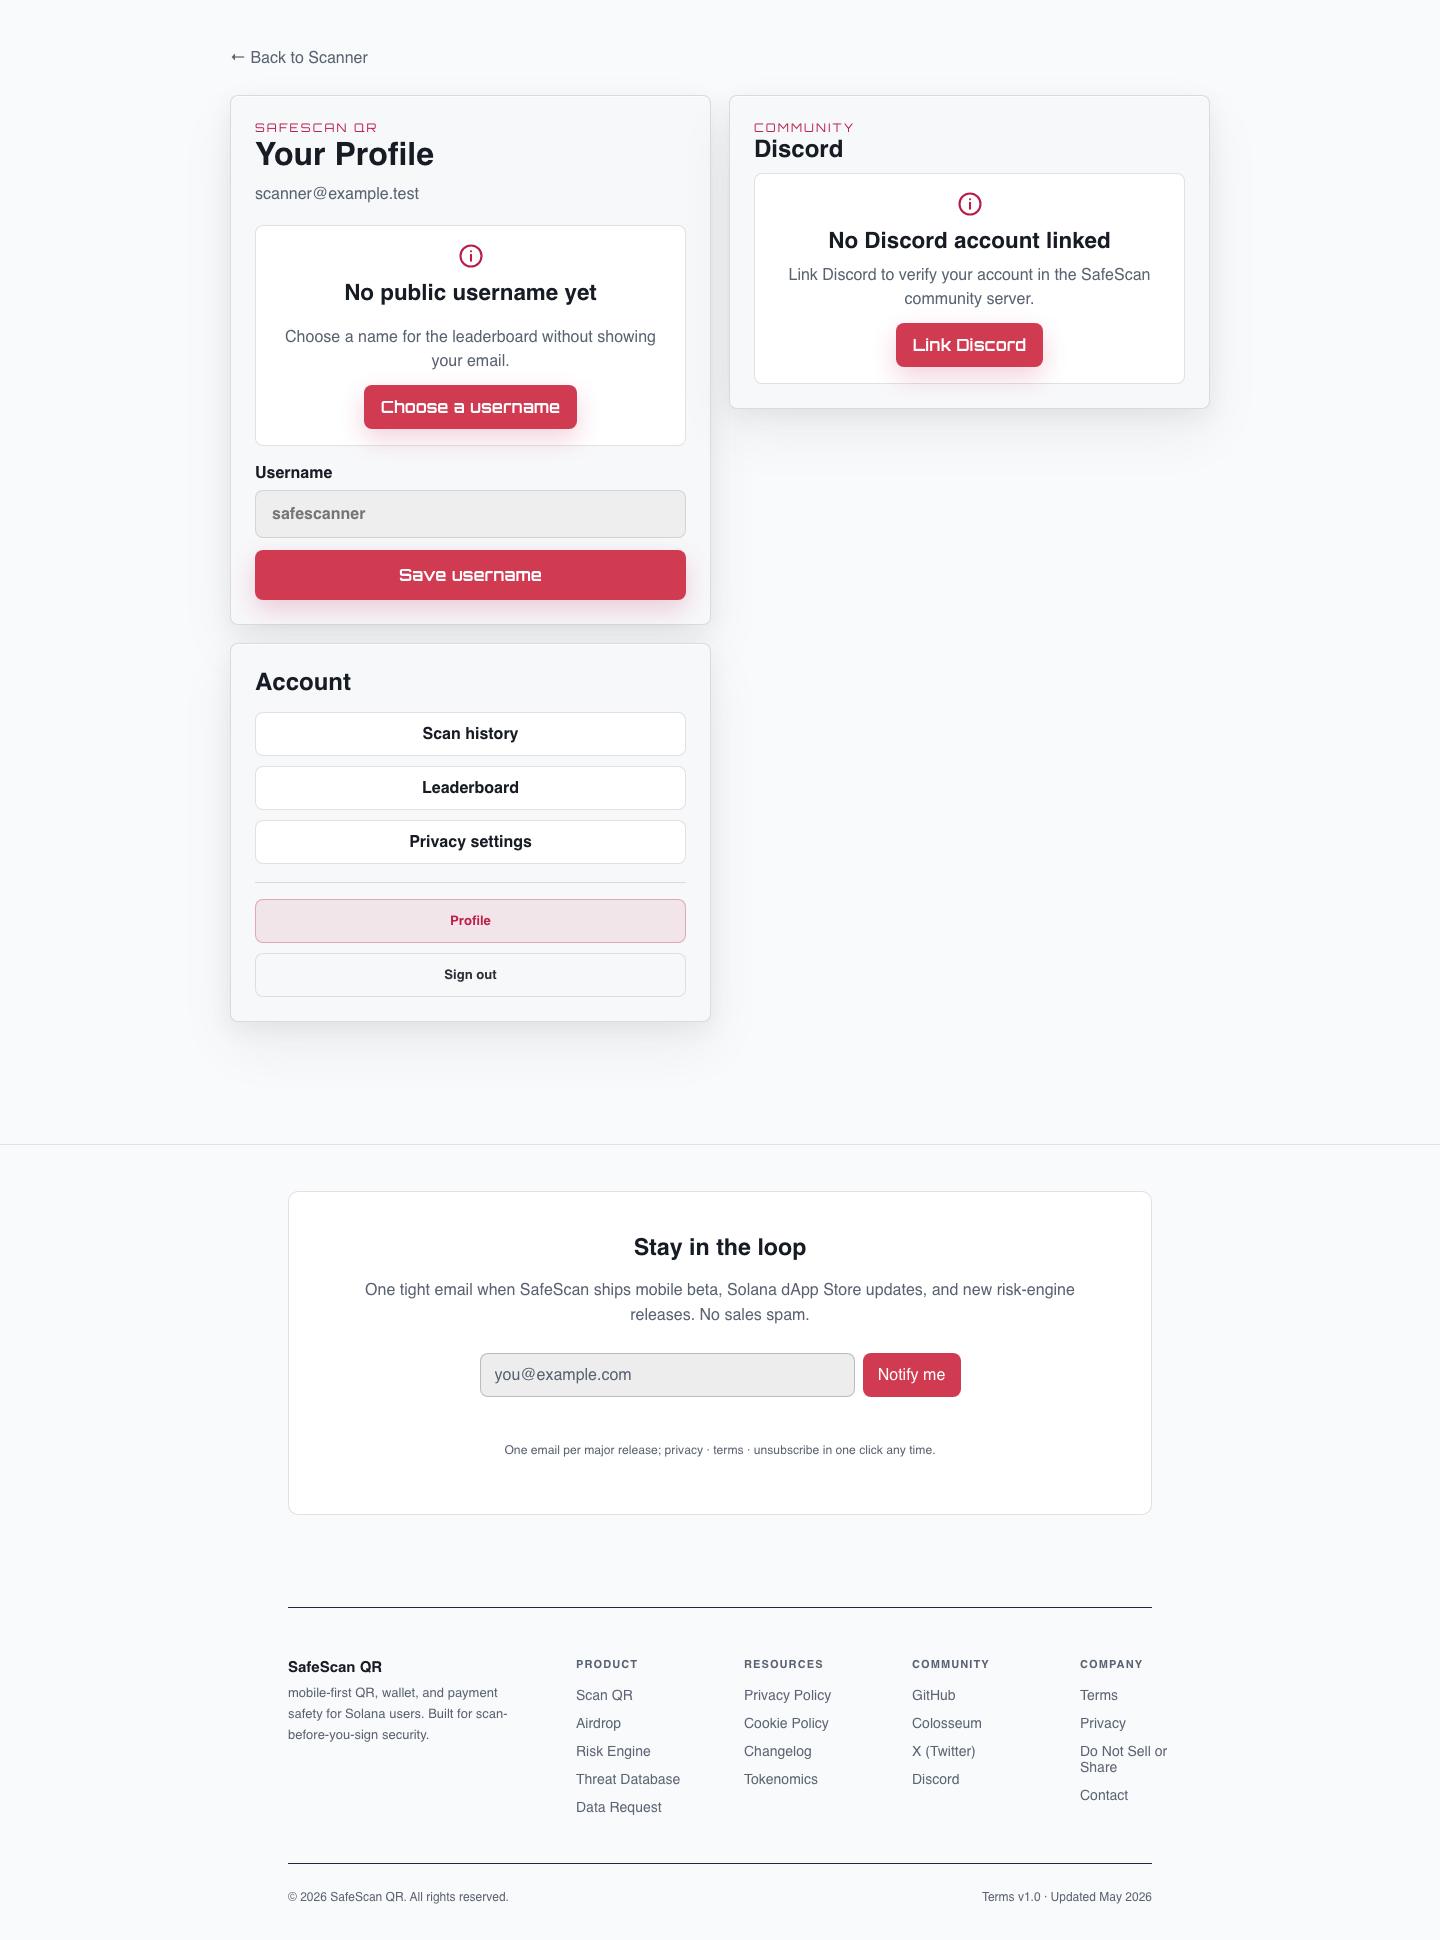 ← Back to Scanner
SAFESCAN QR
Your Profile
scanner@example.test
No public username yet
Choose a name for the leaderboard without showing
your email.
Choose a username
Username
safescanner
Save username
COMMUNITY
Discord
No Discord account linked
Link Discord to verify your account in the SafeScan
community server.
Link Discord
Account
Scan history
Leaderboard
Privacy settings
Profile
Sign out
Stay in the loop
One tight email when SafeScan ships mobile beta, Solana dApp Store updates, and new risk-engine
releases. No sales spam.
you@example.com
Notify me
One email per major release; privacy · terms · unsubscribe in one click any time.
SafeScan QR
mobile-first QR, wallet, and payment
safety for Solana users. Built for scan-
before-you-sign security.
PRODUCT
Scan QR
Airdrop
Risk Engine
Threat Database
Data Request
RESOURCES
Privacy Policy
Cookie Policy
Changelog
Tokenomics
COMMUNITY
GitHub
Colosseum
X (Twitter)
Discord
COMPANY
Terms
Privacy
Do Not Sell or
Share
Contact
© 2026 SafeScan QR. All rights reserved.
Terms v1.0 · Updated May 2026